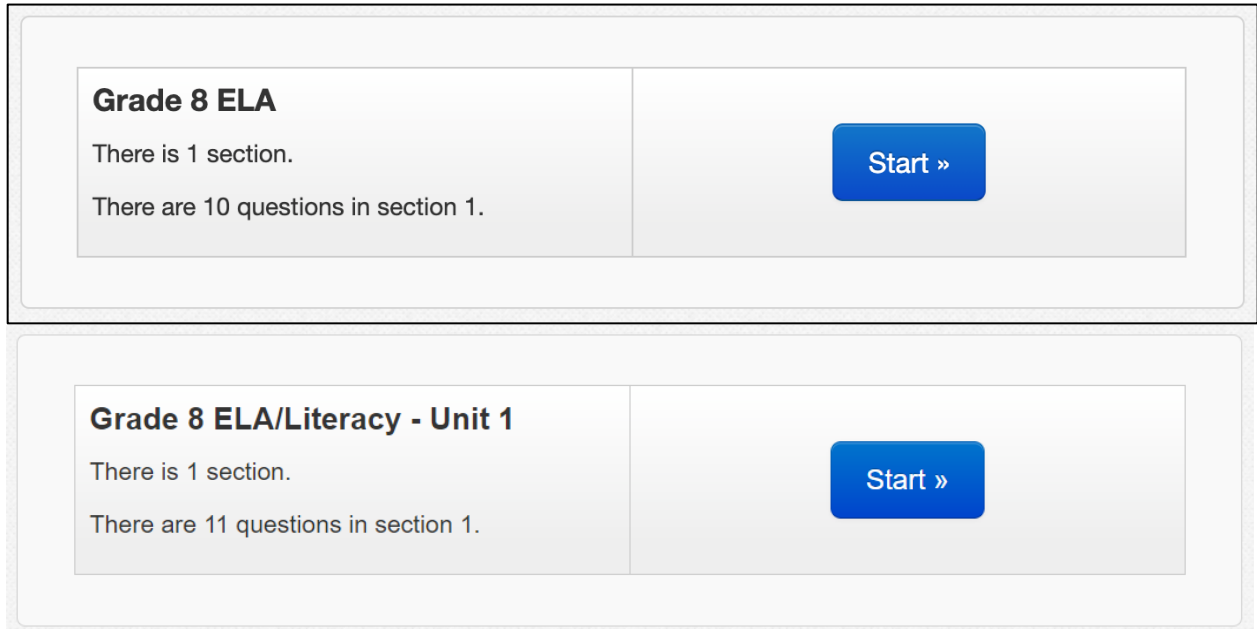 Grade 8 ELA
There is 1 section.
There are 10 questions in section 1.
Start »
Grade 8 ELA/Literacy - Unit 1
There is 1 section.
There are 11 questions in section 1.
Start »